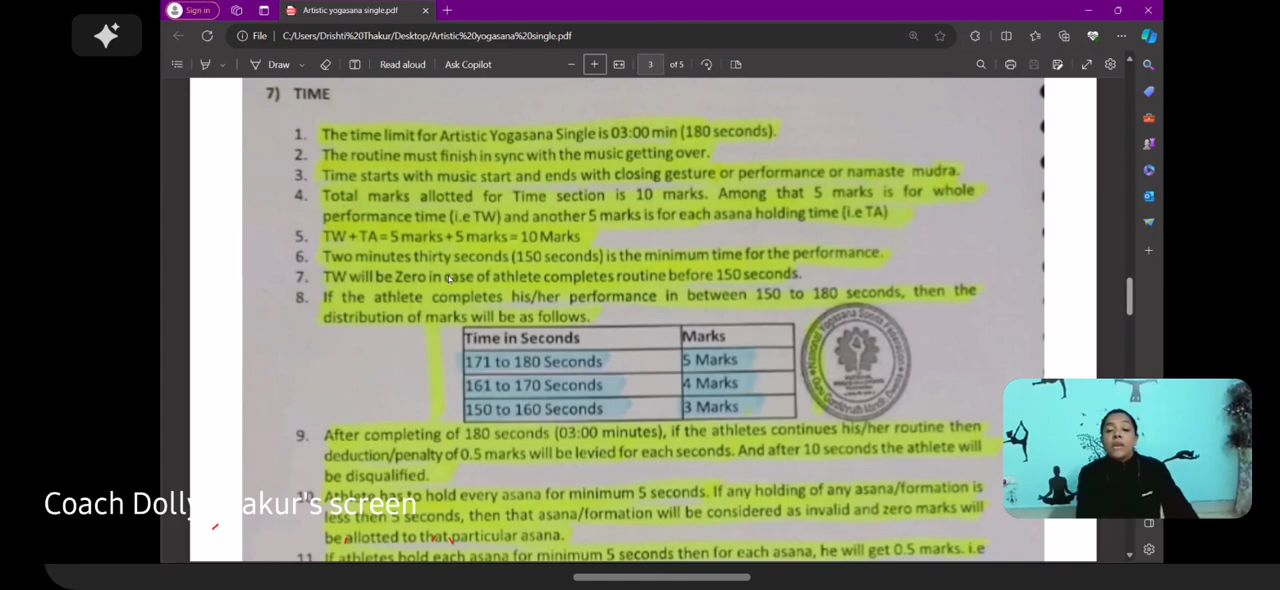 Sign in
Artistic yogasana single.pdf
File
C:/Users/Drishti%20Thakur/Desktop/Artistic%20yogasana%20single.pdf
Draw
Read aloud
Ask Copilot
3
of 5
7) TIME
1. The time limit for Artistic Yogasana Single is 03:00 min (180 seconds).
2. The routine must finish in sync with the music getting over.
3. Time starts with music start and ends with closing gesture or performance or namaste mudra.
4. Total marks allotted for Time section is 10 marks. Among that 5 marks is for whole
performance time (i.e TW) and another 5 marks is for each asana holding time (i.e TA)
5. TW + TA = 5 marks + 5 marks = 10 Marks
6. Two minutes thirty seconds (150 seconds) is the minimum time for the performance.
7. TW will be Zero in case of athlete completes routine before 150 seconds.
8. If the athlete completes his/her performance in between 150 to 180 seconds, then the
distribution of marks will be as follows.
Time in Seconds Marks
171 to 180 Seconds 5 Marks
161 to 170 Seconds 4 Marks
150 to 160 Seconds 3 Marks
9. After completing of 180 seconds (03:00 minutes), if the athletes continues his/her routine then
deduction/penalty of 0.5 marks will be levied for each seconds. And after 10 seconds the athlete will
be disqualified.
to hold every asana for minimum 5 seconds. If any holding of any asana/formation is
less then 5 seconds, then that asana/formation will be considered as invalid and zero marks will
be allotted to that particular asana.
11. If athletes hold each asana for minimum 5 seconds then for each asana, he will get 0.5 marks. i.e
Coach Dolly Thakur's screen